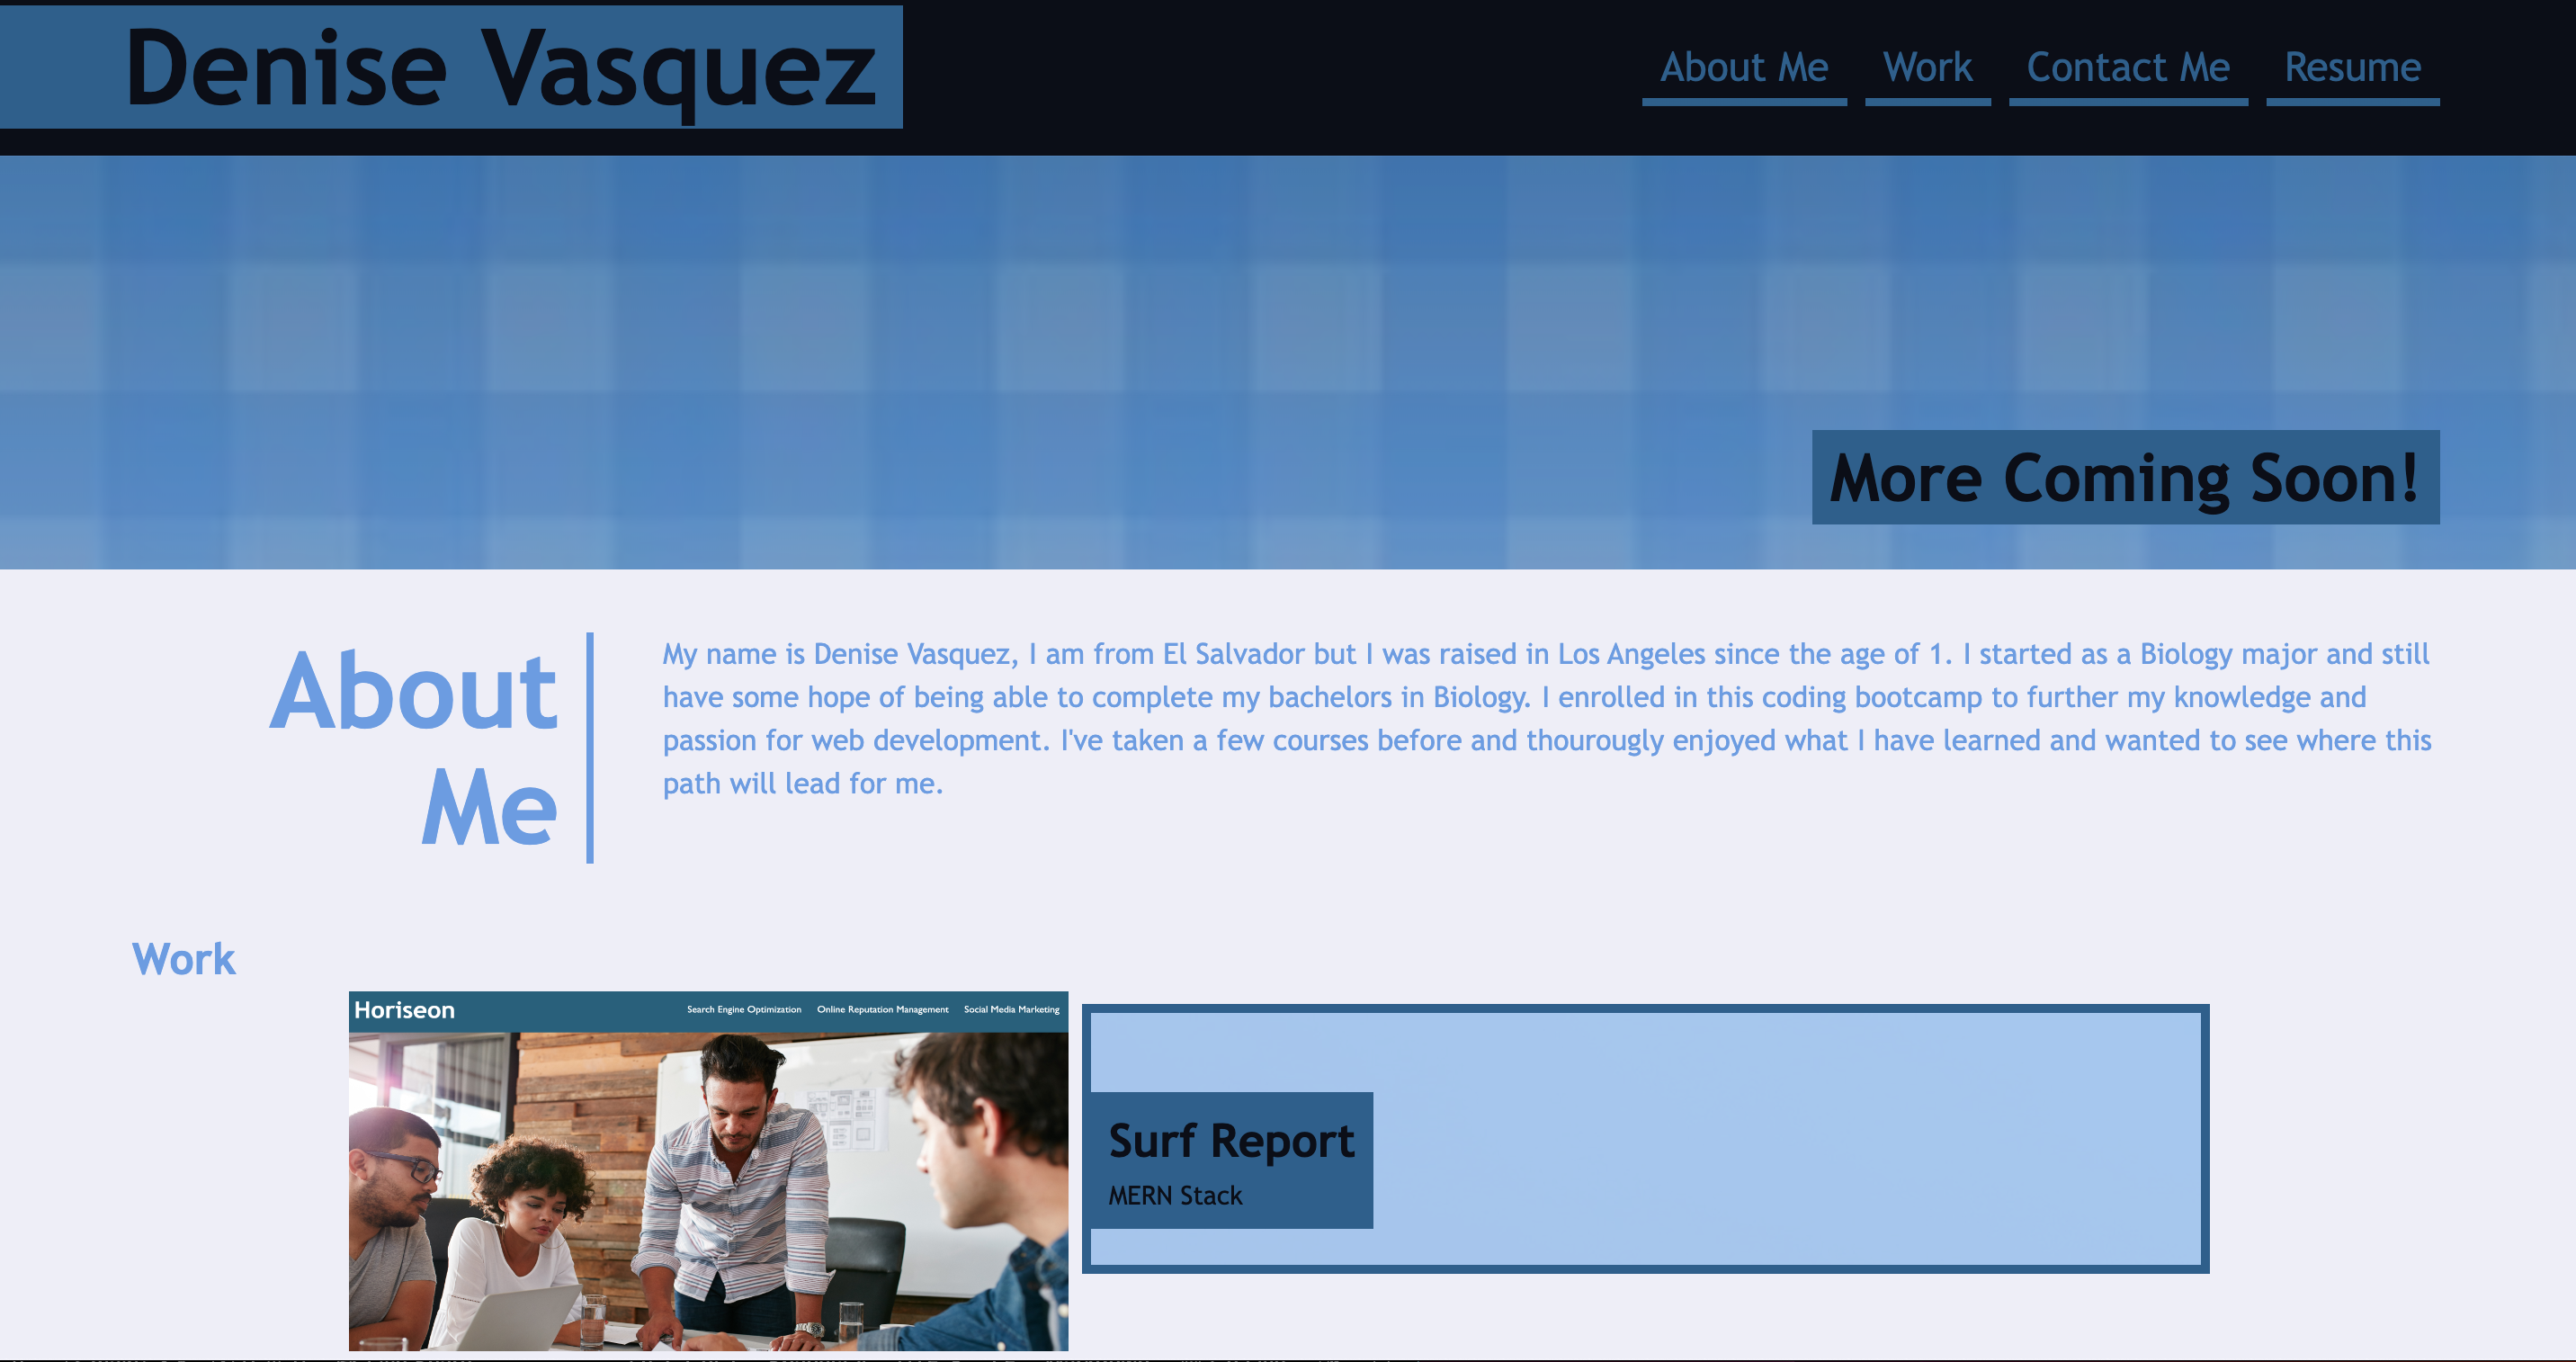 Denise Vasquez
About Me Work Contact Me Resume
More Coming Soon!
About
Me
My name is Denise Vasquez, I am from El Salvador but I was raised in Los Angeles since the age of 1. I started as a Biology major and still
have some hope of being able to complete my bachelors in Biology. I enrolled in this coding bootcamp to further my knowledge and
passion for web development. I've taken a few courses before and thourougly enjoyed what I have learned and wanted to see where this
path will lead for me.
Work
Horiseon
Search Engine Optimization Online Reputation Management Social Media Marketing
Surf Report
MERN Stack